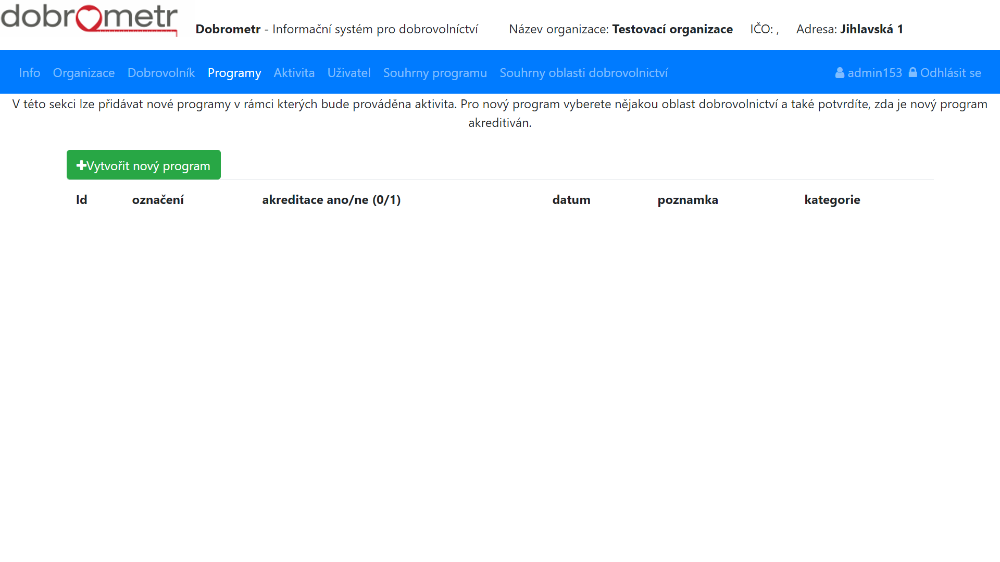 dobrometr
Dobrometr - Informační systém pro dobrovolníctví Název organizace: Testovací organizace IČO: , Adresa: Jihlavská 1
Info Organizace Dobrovolník Programy Aktivita Uživatel Souhrny programu Souhrny oblasti dobrovolnictví admin153 Odhlásit se
V této sekci lze přidávat nové programy v rámci kterých bude prováděna aktivita. Pro nový program vyberete nějakou oblast dobrovolnictví a také potvrdíte, zda je nový program
akreditiván.
Vytvořit nový program
Id označení akreditace ano/ne (0/1) datum poznamka kategorie